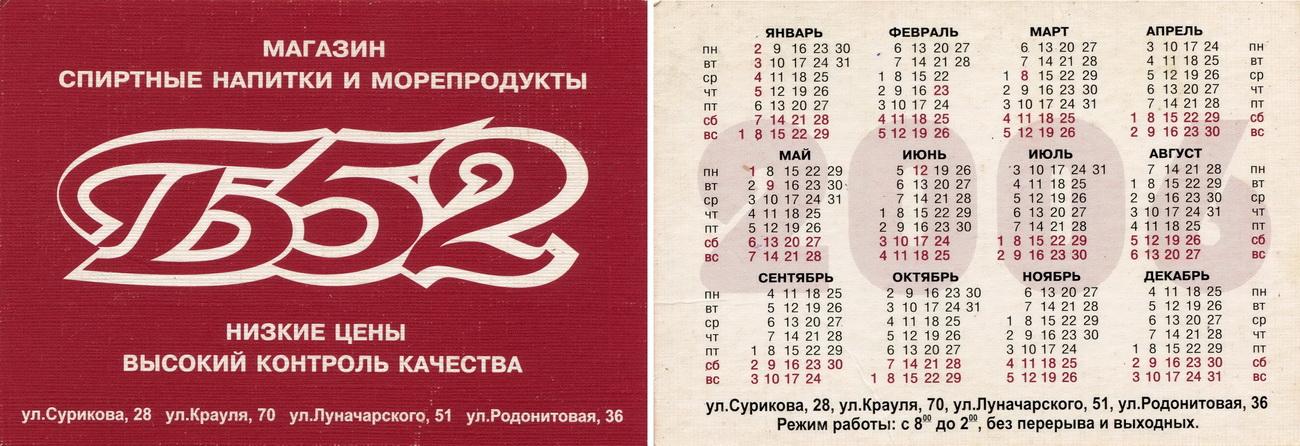 МАГАЗИН
СПИРТНЫЕ НАПИТКИ И МОРЕПРОДУКТЫ
Б52
НИЗКИЕ ЦЕНЫ
ВЫСОКИЙ КОНТРОЛЬ КАЧЕСТВА
ул.Сурикова, 28 ул.Крауля, 70 ул.Луначарского, 51 ул.Родонитовая, 36
2006
ЯНВАРЬ ФЕВРАЛЬ МАРТ АПРЕЛЬ
пн 2 9 16 23 30 6 13 20 27 6 13 20 27 3 10 17 24 пн
вт 3 10 17 24 31 7 14 21 28 7 14 21 28 4 11 18 25 вт
ср 4 11 18 25 1 8 15 22 1 8 15 22 29 5 12 19 26 ср
чт 5 12 19 26 2 9 16 23 2 9 16 23 30 6 13 20 27 чт
пт 6 13 20 27 3 10 17 24 3 10 17 24 31 7 14 21 28 пт
сб 7 14 21 28 4 11 18 25 4 11 18 25 1 8 15 22 29 сб
вс 1 8 15 22 29 5 12 19 26 5 12 19 26 2 9 16 23 30 вс
МАЙ ИЮНЬ ИЮЛЬ АВГУСТ
пн 1 8 15 22 29 5 12 19 26 3 10 17 24 31 7 14 21 28 пн
вт 2 9 16 23 30 6 13 20 27 4 11 18 25 1 8 15 22 29 вт
ср 3 10 17 24 31 7 14 21 28 5 12 19 26 2 9 16 23 30 ср
чт 4 11 18 25 1 8 15 22 29 6 13 20 27 3 10 17 24 31 чт
пт 5 12 19 26 2 9 16 23 30 7 14 21 28 4 11 18 25 пт
сб 6 13 20 27 3 10 17 24 1 8 15 22 29 5 12 19 26 сб
вс 7 14 21 28 4 11 18 25 2 9 16 23 30 6 13 20 27 вс
СЕНТЯБРЬ ОКТЯБРЬ НОЯБРЬ ДЕКАБРЬ
пн 4 11 18 25 2 9 16 23 30 6 13 20 27 4 11 18 25 пн
вт 5 12 19 26 3 10 17 24 31 7 14 21 28 5 12 19 26 вт
ср 6 13 20 27 4 11 18 25 1 8 15 22 29 6 13 20 27 ср
чт 7 14 21 28 5 12 19 26 2 9 16 23 30 7 14 21 28 чт
пт 1 8 15 22 29 6 13 20 27 3 10 17 24 1 8 15 22 29 пт
сб 2 9 16 23 30 7 14 21 28 4 11 18 25 2 9 16 23 30 сб
вс 3 10 17 24 1 8 15 22 29 5 12 19 26 3 10 17 24 31 вс
ул.Сурикова, 28, ул.Крауля, 70, ул.Луначарского, 51, ул.Родонитовая, 36
Режим работы: с 8⁰⁰ до 2⁰⁰, без перерыва и выходных.